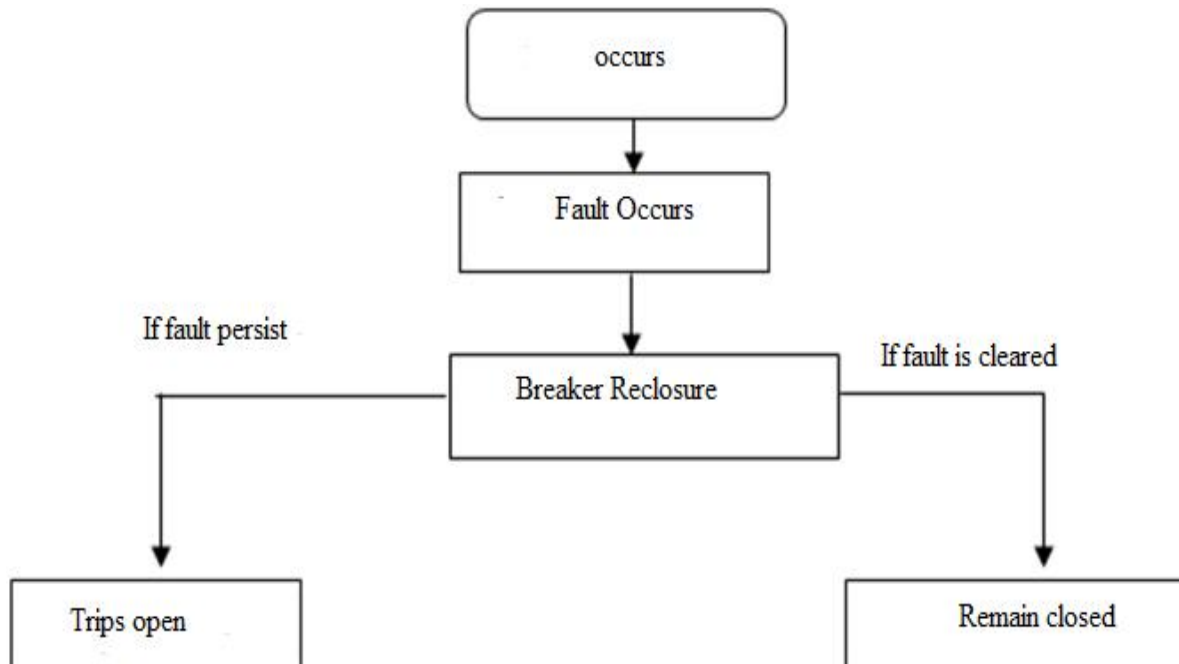 occurs
Fault Occurs
If fault persist
If fault is cleared
Breaker Reclosure
Trips open
Remain closed